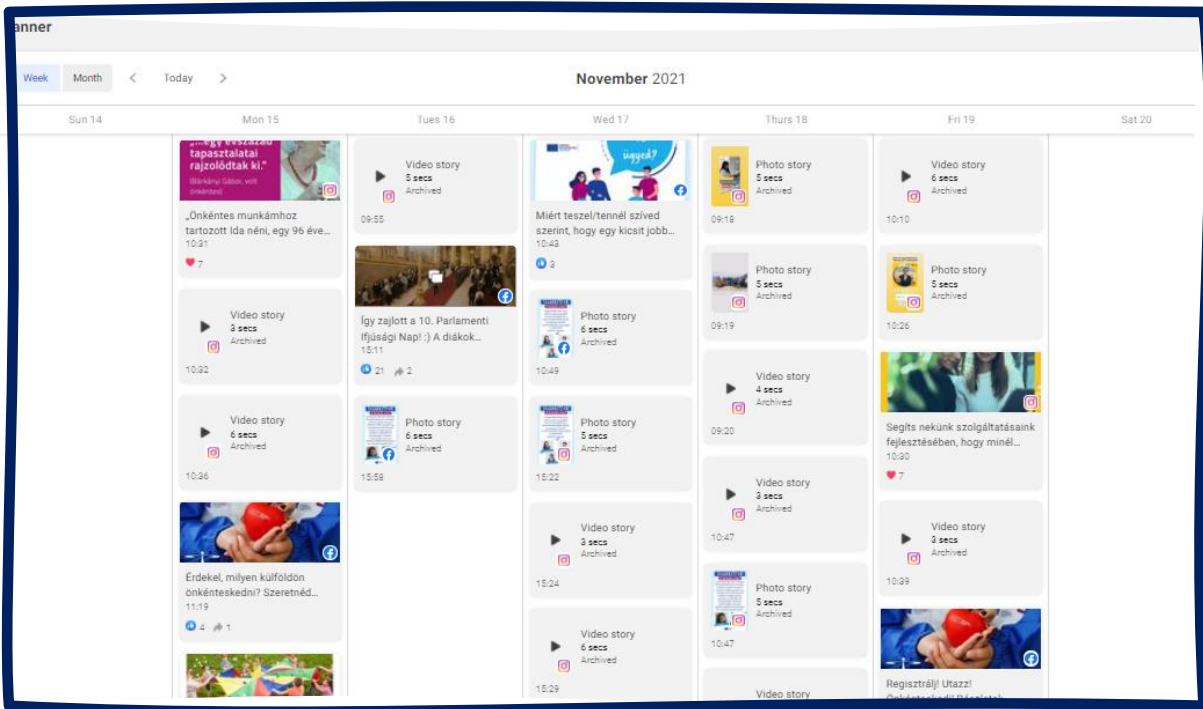 anner
Week Month < Today >
November 2021
Sun 14 Mon 15 Tues 16 Wed 17 Thurs 18 Fri 19 Sat 20
„...egy évszázad
tapasztalatai
rajzolódtak ki."
(Bárkányi Gábor, volt
önkéntes)
„Önkéntes munkámhoz
tartozott Ida néni, egy 96 éve...
10:31
7
Video story
3 secs
Archived
10:32
Video story
6 secs
Archived
10:36
Érdekel, milyen külföldön
önkénteskedni? Szeretnéd...
11:19
4 1
Video story
5 secs
Archived
09:55
Így zajlott a 10. Parlamenti
Ifjúsági Nap! :) A diákok...
15:11
21 2
Photo story
6 secs
Archived
15:58
ügyed?
Miért teszel/tennél szíved
szerint, hogy egy kicsit jobb...
10:43
3
Photo story
6 secs
Archived
10:49
Photo story
5 secs
Archived
15:22
Video story
3 secs
Archived
15:24
Video story
6 secs
Archived
15:29
Photo story
5 secs
Archived
09:18
Photo story
5 secs
Archived
09:19
Video story
4 secs
Archived
09:20
Video story
3 secs
Archived
10:47
Photo story
5 secs
Archived
10:47
Video story
Video story
6 secs
Archived
10:10
Photo story
5 secs
Archived
10:26
Segíts nekünk szolgáltatásaink
fejlesztésében, hogy minél...
10:30
7
Video story
3 secs
Archived
10:39
Regisztrálj! Utazz!
Önkénteskedj! Részletek